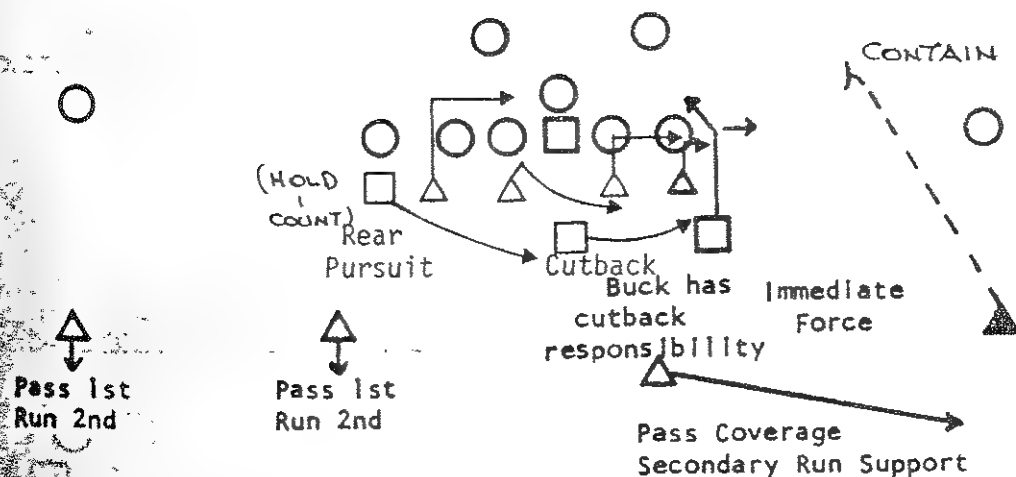 CONTAIN
(HOLD
1
COUNT)
Rear
Pursuit
Cutback
Buck has
cutback
responsibility
Immediate
Force
Pass 1st
Run 2nd
Pass 1st
Run 2nd
Pass Coverage
Secondary Run Support